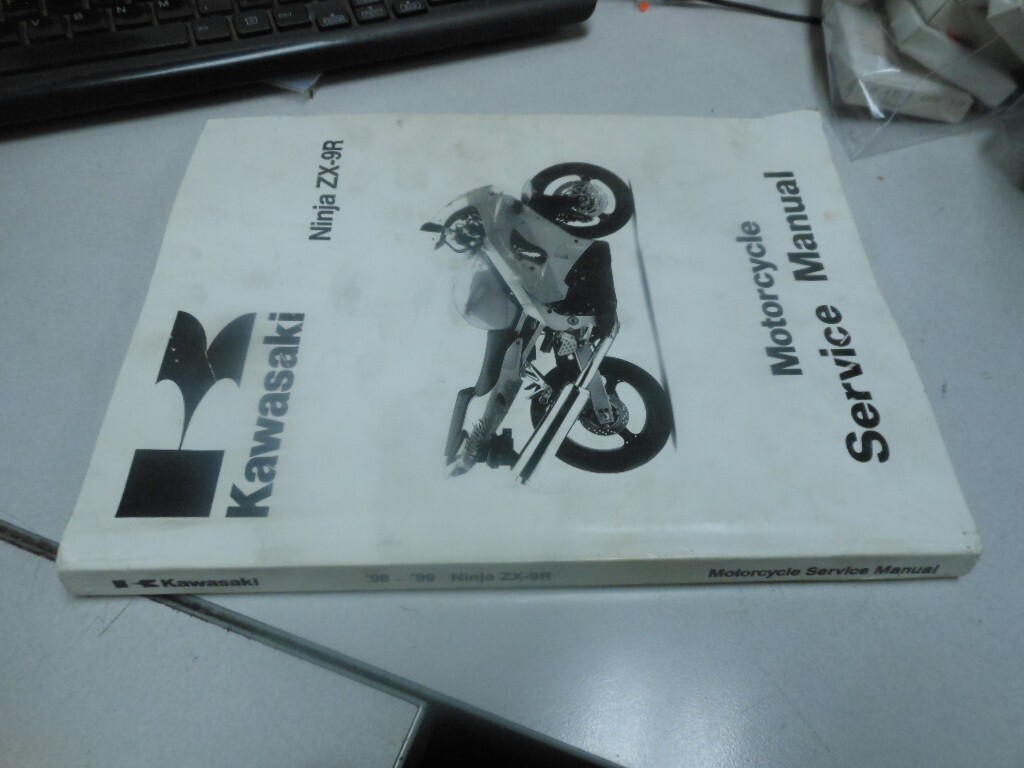 Kawasaki
Ninja ZX-9R
Motorcycle
Service Manual
Kawasaki '98 .. '99 Ninja ZX-9R Motorcycle Service Manual
V B N M